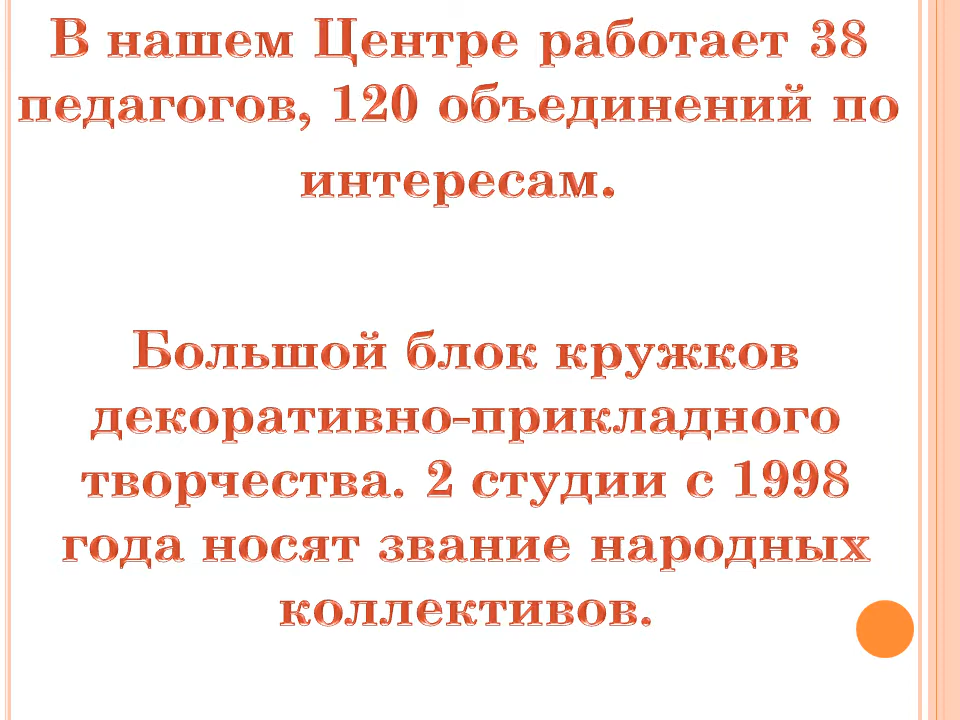 В нашем Центре работает 38
педагогов, 120 объединений по
интересам.
Большой блок кружков
декоративно-прикладного
творчества. 2 студии с 1998
года носят звание народных
коллективов.